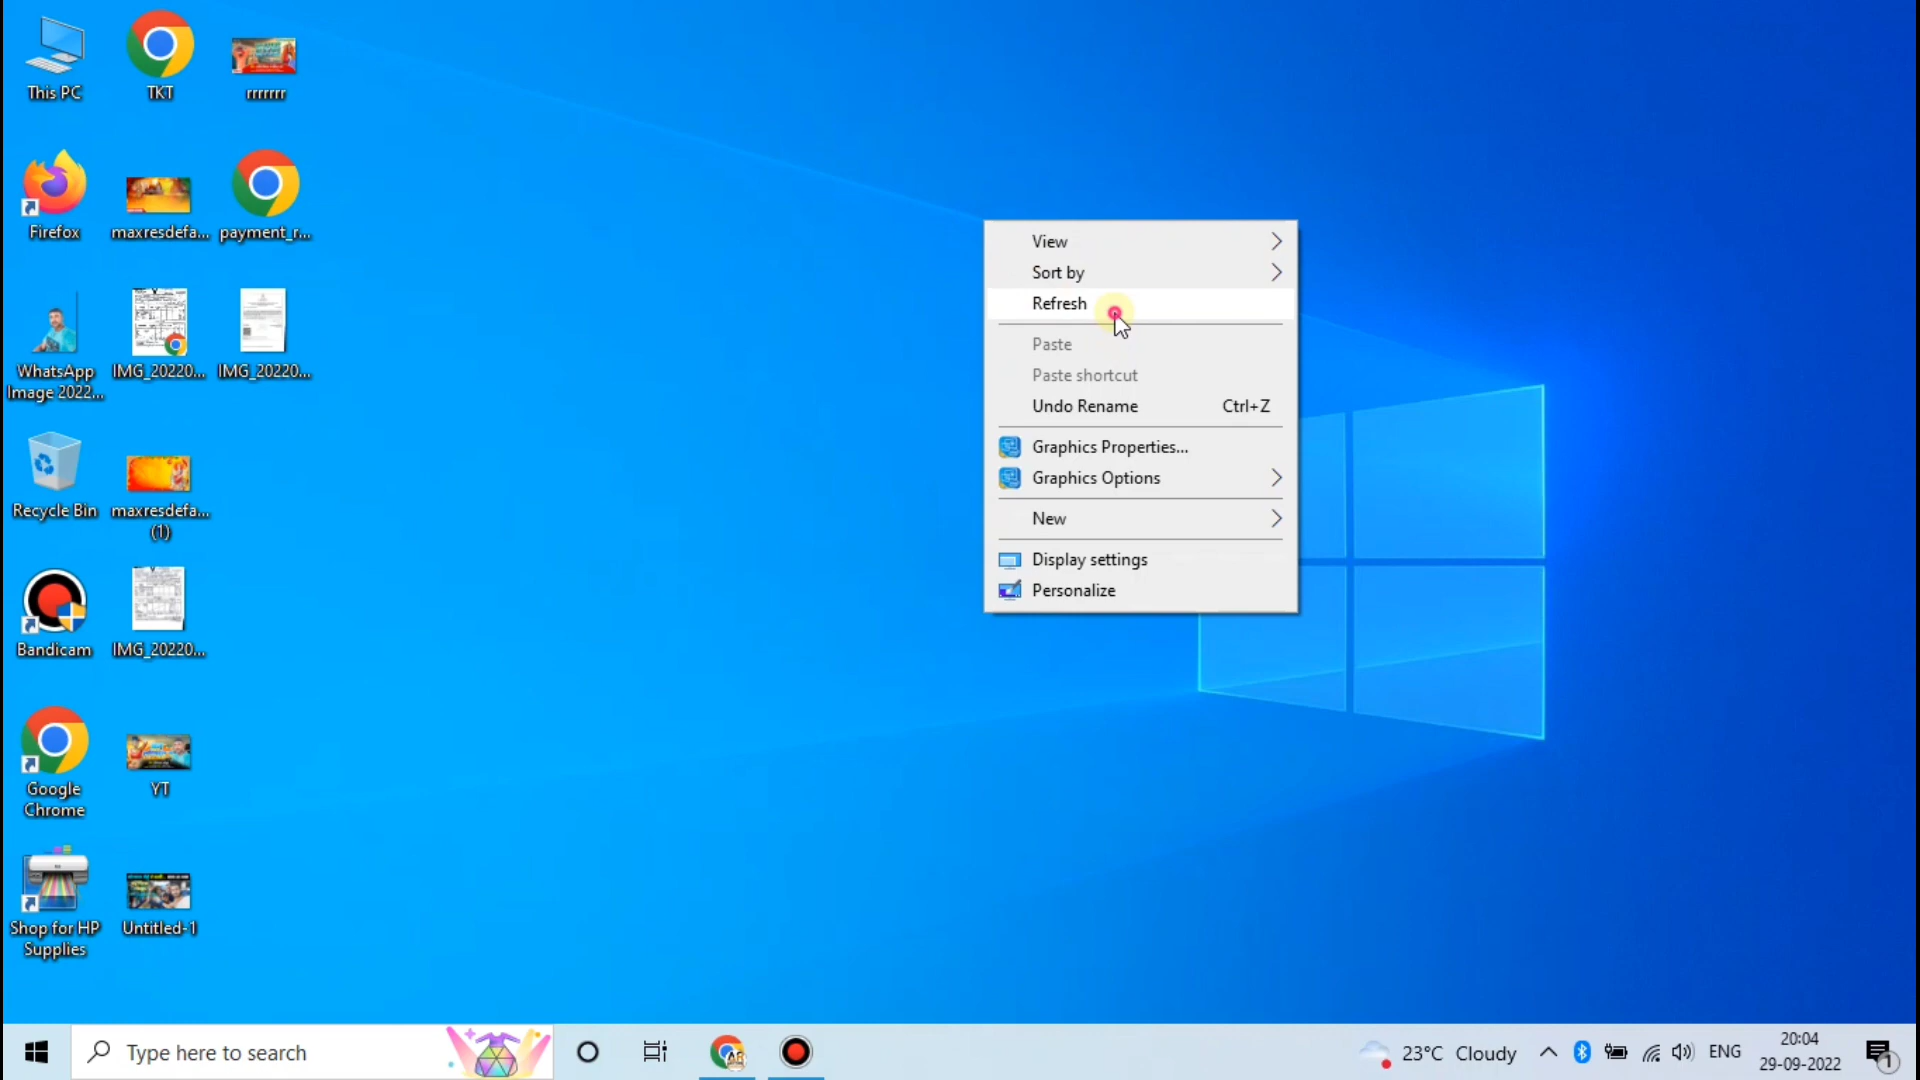 This PC
TKT
rrrrrrr
Firefox
maxresdefa...
payment_r...
WhatsApp
Image 2022...
IMG_20220...
IMG_20220...
Recycle Bin
maxresdefa...
(1)
Bandicam
IMG_20220...
Google
Chrome
YT
Shop for HP
Supplies
Untitled-1
View
Sort by
Refresh
Paste
Paste shortcut
Undo Rename Ctrl+Z
Graphics Properties...
Graphics Options
New
Display settings
Personalize
Type here to search
23°C Cloudy
ENG
20:04
29-09-2022
1